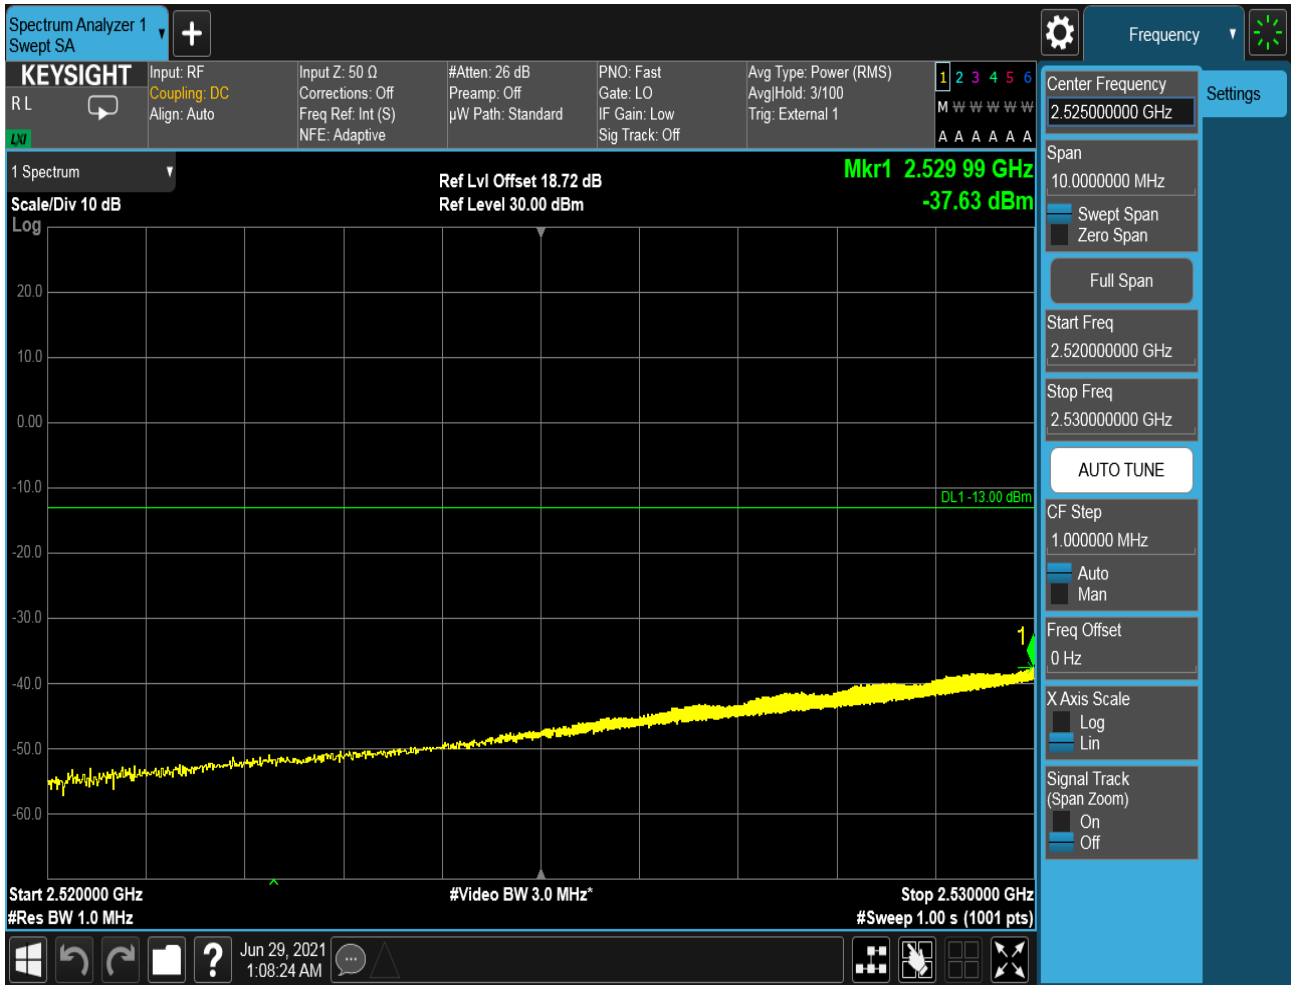 Spectrum Analyzer 1
Swept SA
Frequency
KEYSIGHT
R L
LXI
Input: RF
Coupling: DC
Align: Auto
Input Z: 50 Ω
Corrections: Off
Freq Ref: Int (S)
NFE: Adaptive
#Atten: 26 dB
Preamp: Off
µW Path: Standard
PNO: Fast
Gate: LO
IF Gain: Low
Sig Track: Off
Avg Type: Power (RMS)
Avg|Hold: 3/100
Trig: External 1
1 2 3 4 5 6
M W W W W W
A A A A A A
1 Spectrum
Scale/Div 10 dB
Log
Ref Lvl Offset 18.72 dB
Ref Level 30.00 dBm
Mkr1 2.529 99 GHz
-37.63 dBm
20.0
10.0
0.00
-10.0
-20.0
-30.0
-40.0
-50.0
-60.0
DL1 -13.00 dBm
1
Start 2.520000 GHz
#Res BW 1.0 MHz
#Video BW 3.0 MHz*
Stop 2.530000 GHz
#Sweep 1.00 s (1001 pts)
Center Frequency
2.525000000 GHz
Settings
Span
10.0000000 MHz
Swept Span
Zero Span
Full Span
Start Freq
2.520000000 GHz
Stop Freq
2.530000000 GHz
AUTO TUNE
CF Step
1.000000 MHz
Auto
Man
Freq Offset
0 Hz
X Axis Scale
Log
Lin
Signal Track
(Span Zoom)
On
Off
?
Jun 29, 2021
1:08:24 AM